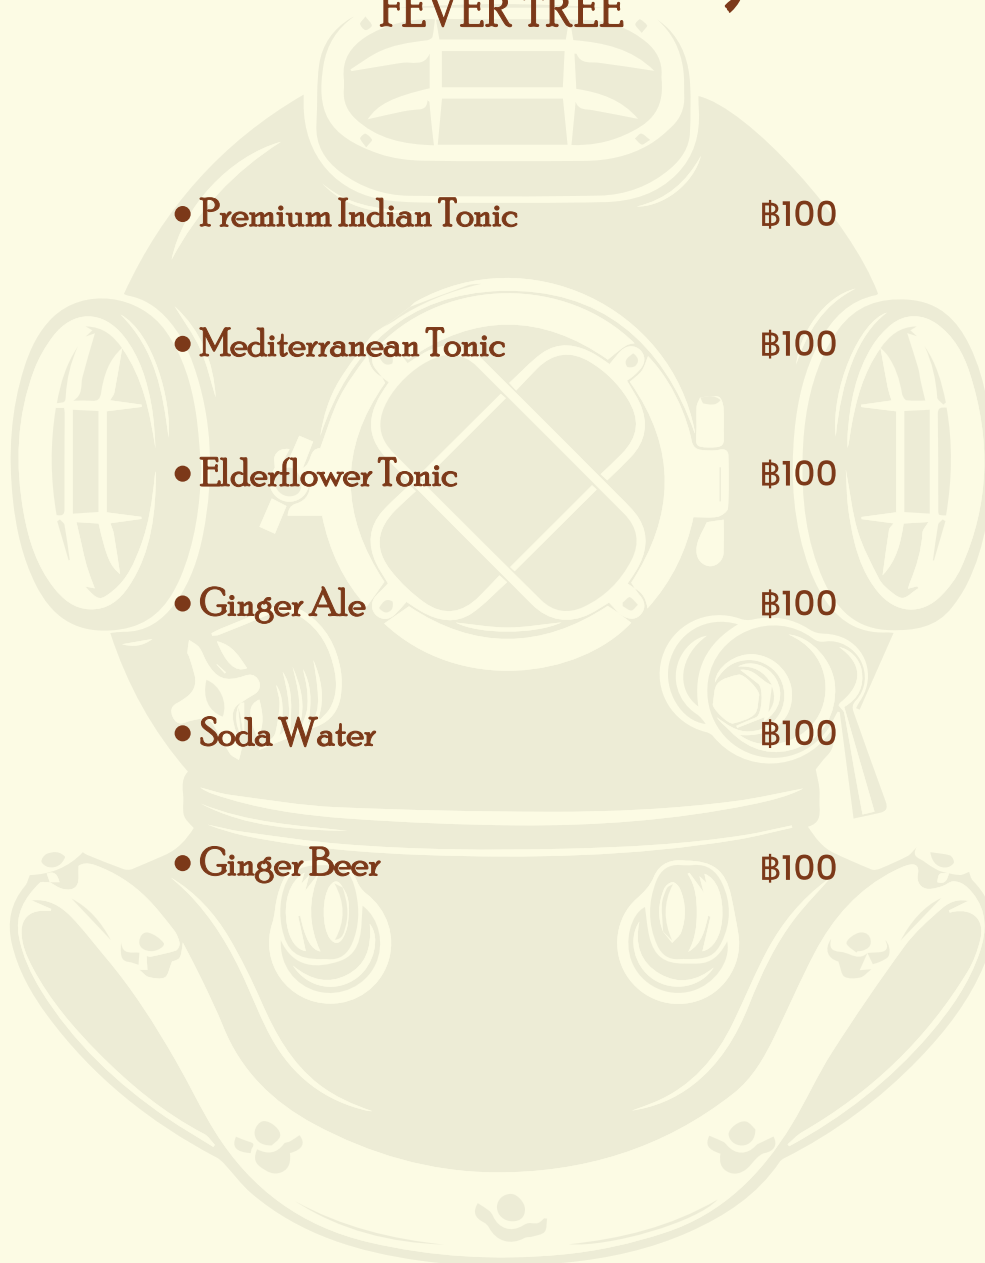 FEVER TREE
• Premium Indian Tonic ฿100
• Mediterranean Tonic ฿100
• Elderflower Tonic ฿100
• Ginger Ale ฿100
• Soda Water ฿100
• Ginger Beer ฿100